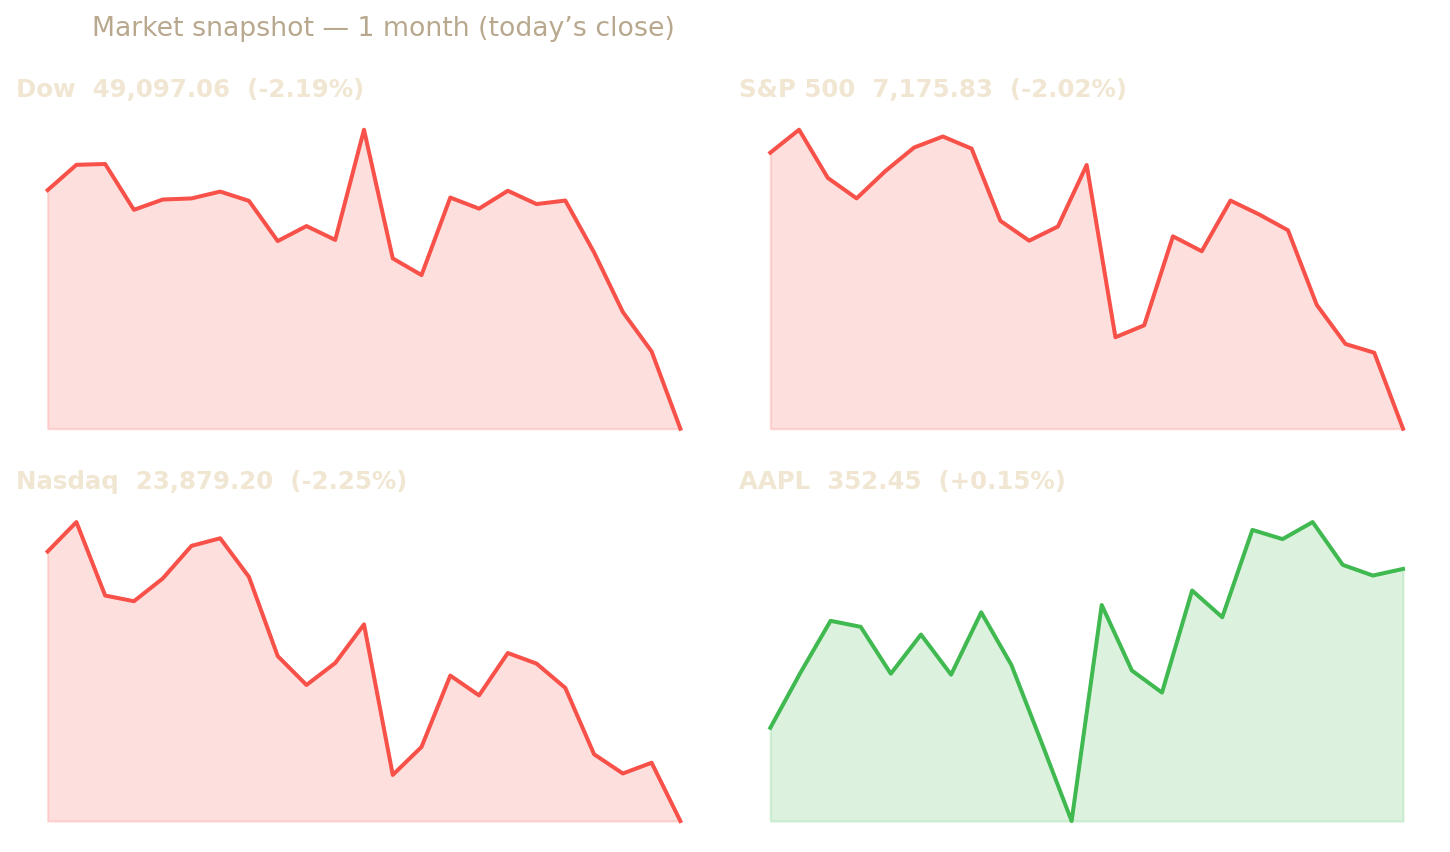 Market snapshot — 1 month (today’s close)
Dow  49,097.06  (-2.19%)
S&P 500  7,175.83  (-2.02%)
Nasdaq  23,879.20  (-2.25%)
AAPL  352.45  (+0.15%)